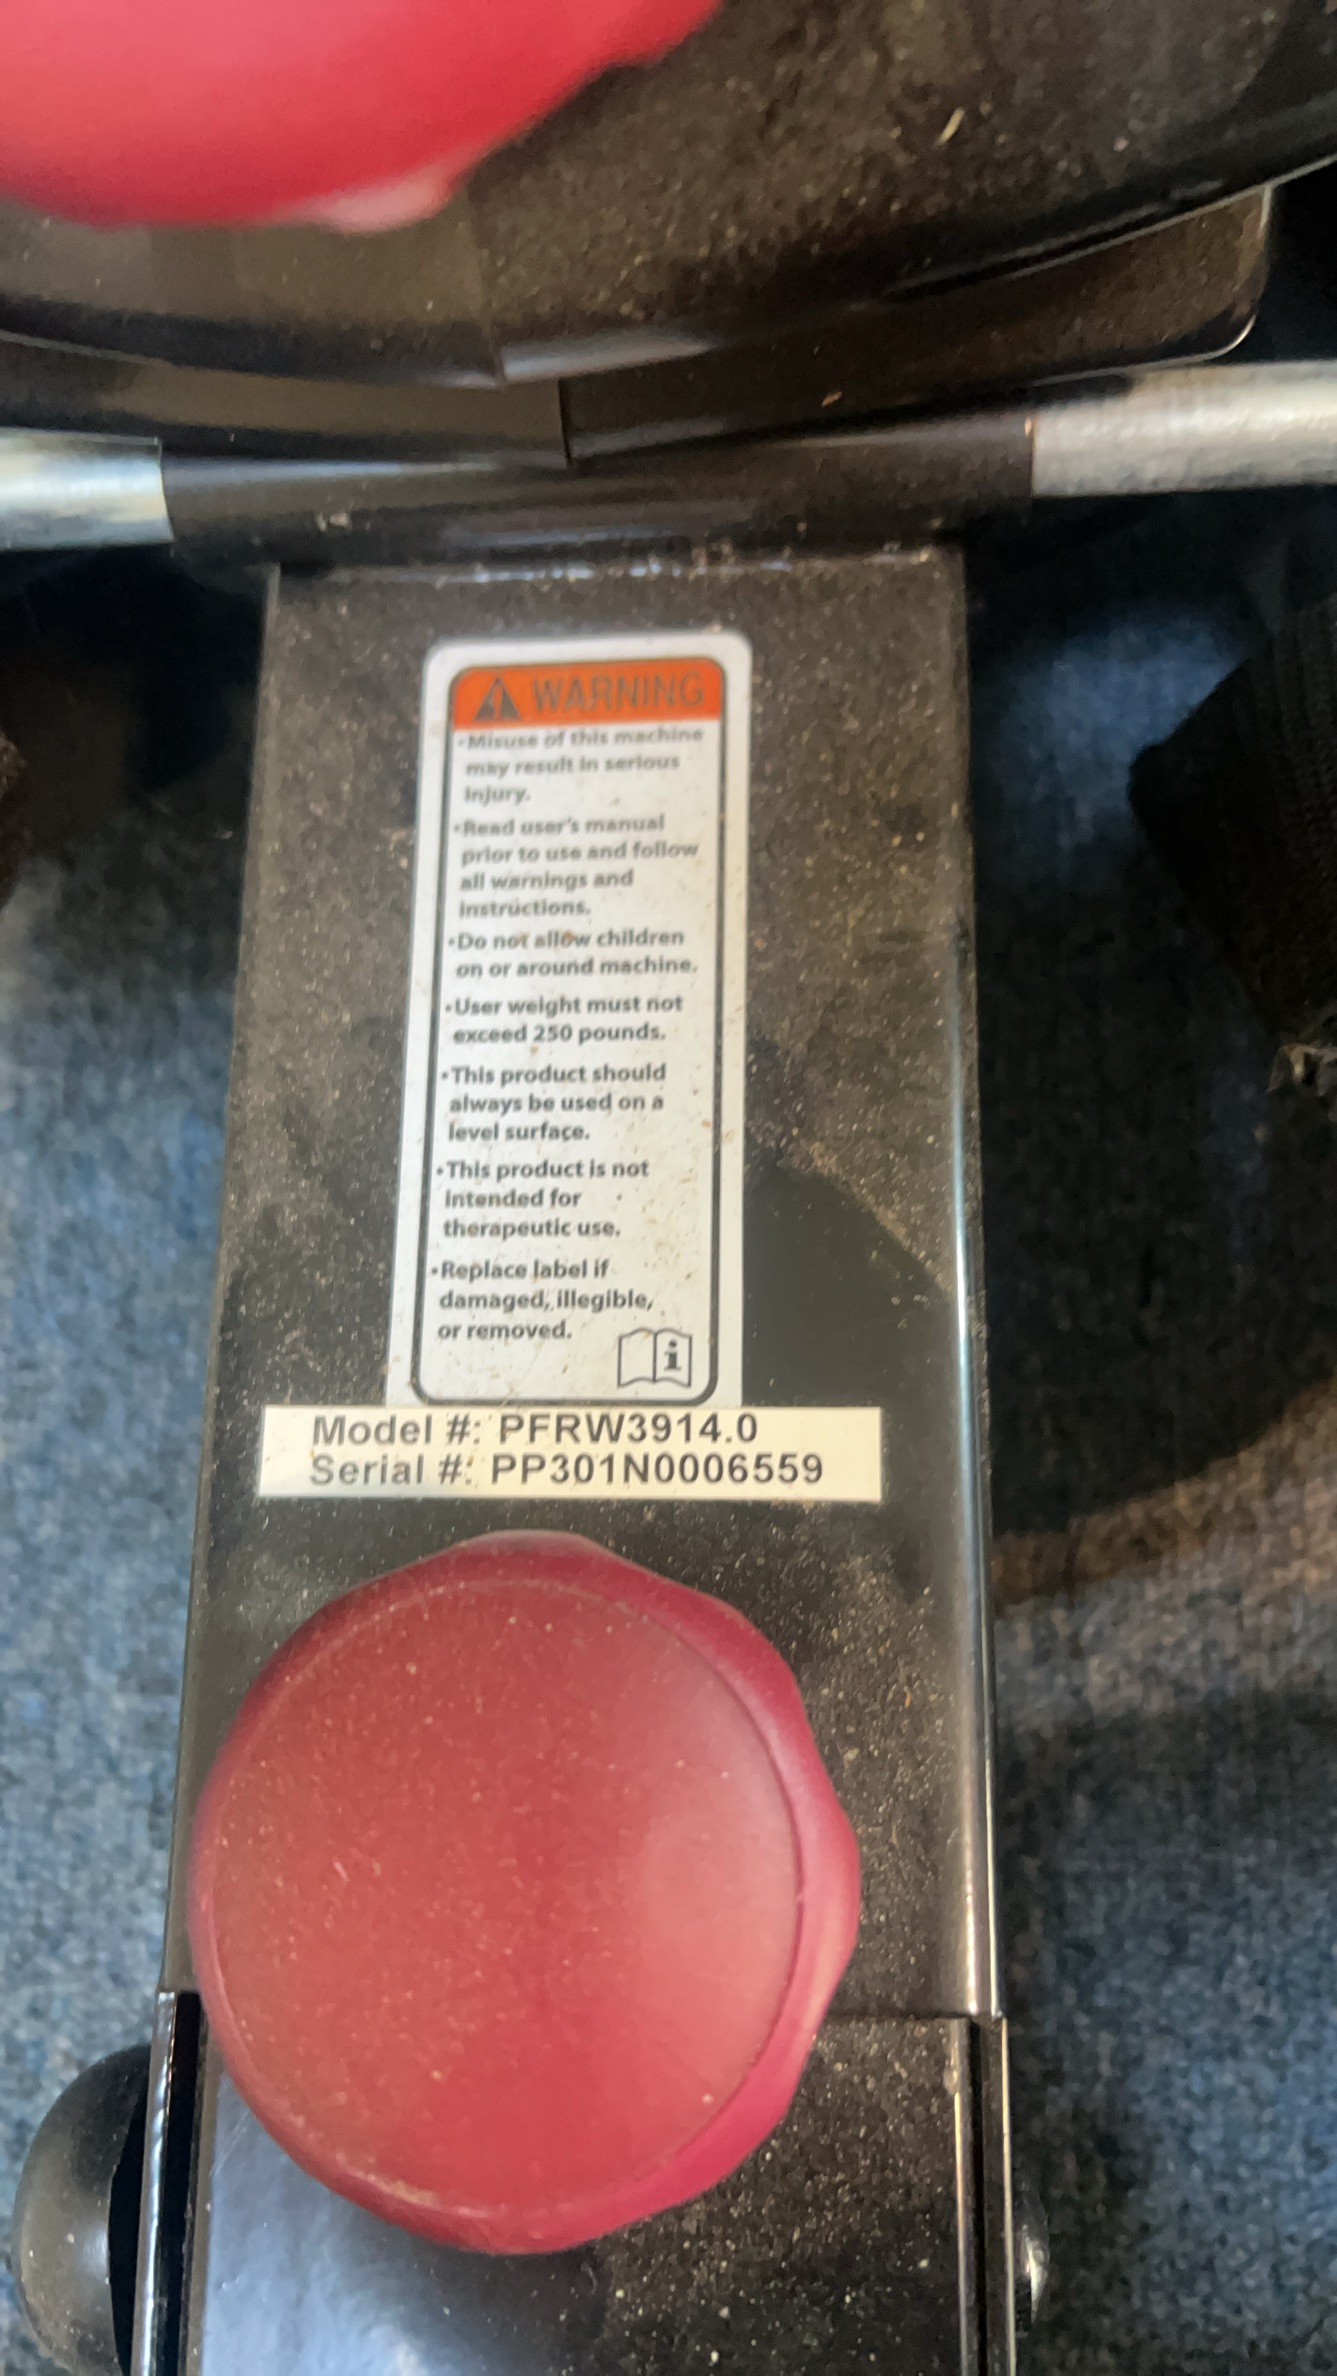 WARNING
•Misuse of this machine
may result in serious
injury.
•Read user's manual
prior to use and follow
all warnings and
instructions.
•Do not allow children
on or around machine.
•User weight must not
exceed 250 pounds.
•This product should
always be used on a
level surface.
•This product is not
intended for
therapeutic use.
•Replace label if
damaged, illegible,
or removed.
i
Model #: PFRW3914.0
Serial #: PP301N0006559